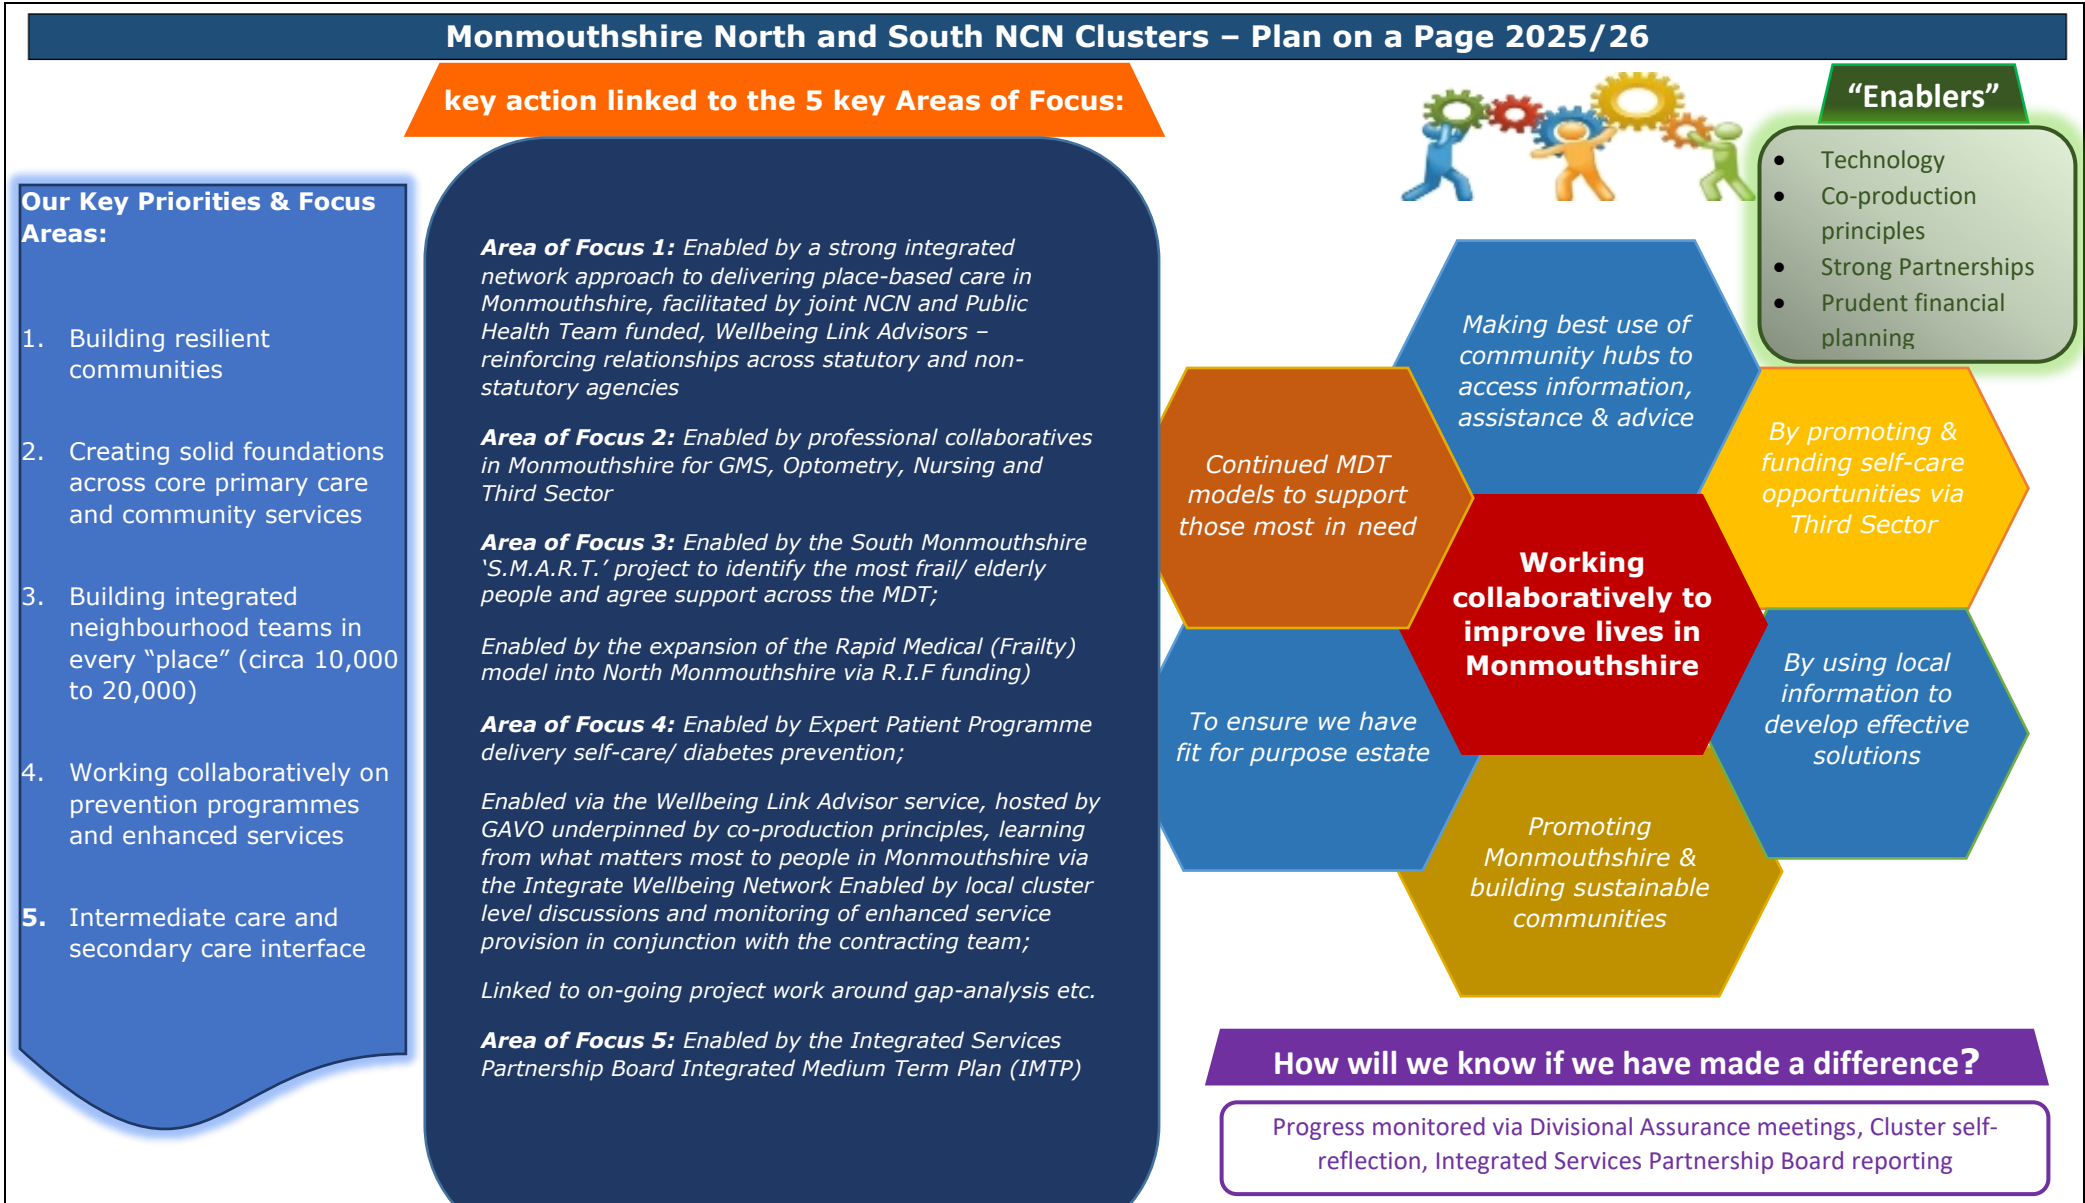 Monmouthshire North and South NCN Clusters – Plan on a Page 2025/26
key action linked to the 5 key Areas of Focus:
“Enablers”
• Technology
• Co-production
principles
• Strong Partnerships
• Prudent financial
planning
Our Key Priorities & Focus
Areas:
1. Building resilient
communities
2. Creating solid foundations
across core primary care
and community services
3. Building integrated
neighbourhood teams in
every “place” (circa 10,000
to 20,000)
4. Working collaboratively on
prevention programmes
and enhanced services
5. Intermediate care and
secondary care interface
Area of Focus 1: Enabled by a strong integrated
network approach to delivering place-based care in
Monmouthshire, facilitated by joint NCN and Public
Health Team funded, Wellbeing Link Advisors –
reinforcing relationships across statutory and non-
statutory agencies
Area of Focus 2: Enabled by professional collaboratives
in Monmouthshire for GMS, Optometry, Nursing and
Third Sector
Area of Focus 3: Enabled by the South Monmouthshire
‘S.M.A.R.T.’ project to identify the most frail/ elderly
people and agree support across the MDT;
Enabled by the expansion of the Rapid Medical (Frailty)
model into North Monmouthshire via R.I.F funding)
Area of Focus 4: Enabled by Expert Patient Programme
delivery self-care/ diabetes prevention;
Enabled via the Wellbeing Link Advisor service, hosted by
GAVO underpinned by co-production principles, learning
from what matters most to people in Monmouthshire via
the Integrate Wellbeing Network Enabled by local cluster
level discussions and monitoring of enhanced service
provision in conjunction with the contracting team;
Linked to on-going project work around gap-analysis etc.
Area of Focus 5: Enabled by the Integrated Services
Partnership Board Integrated Medium Term Plan (IMTP)
Making best use of
community hubs to
access information,
assistance & advice
By promoting &
funding self-care
opportunities via
Third Sector
Continued MDT
models to support
those most in need
Working
collaboratively to
improve lives in
Monmouthshire
By using local
information to
develop effective
solutions
To ensure we have
fit for purpose estate
Promoting
Monmouthshire &
building sustainable
communities
How will we know if we have made a difference?
Progress monitored via Divisional Assurance meetings, Cluster self-
reflection, Integrated Services Partnership Board reporting